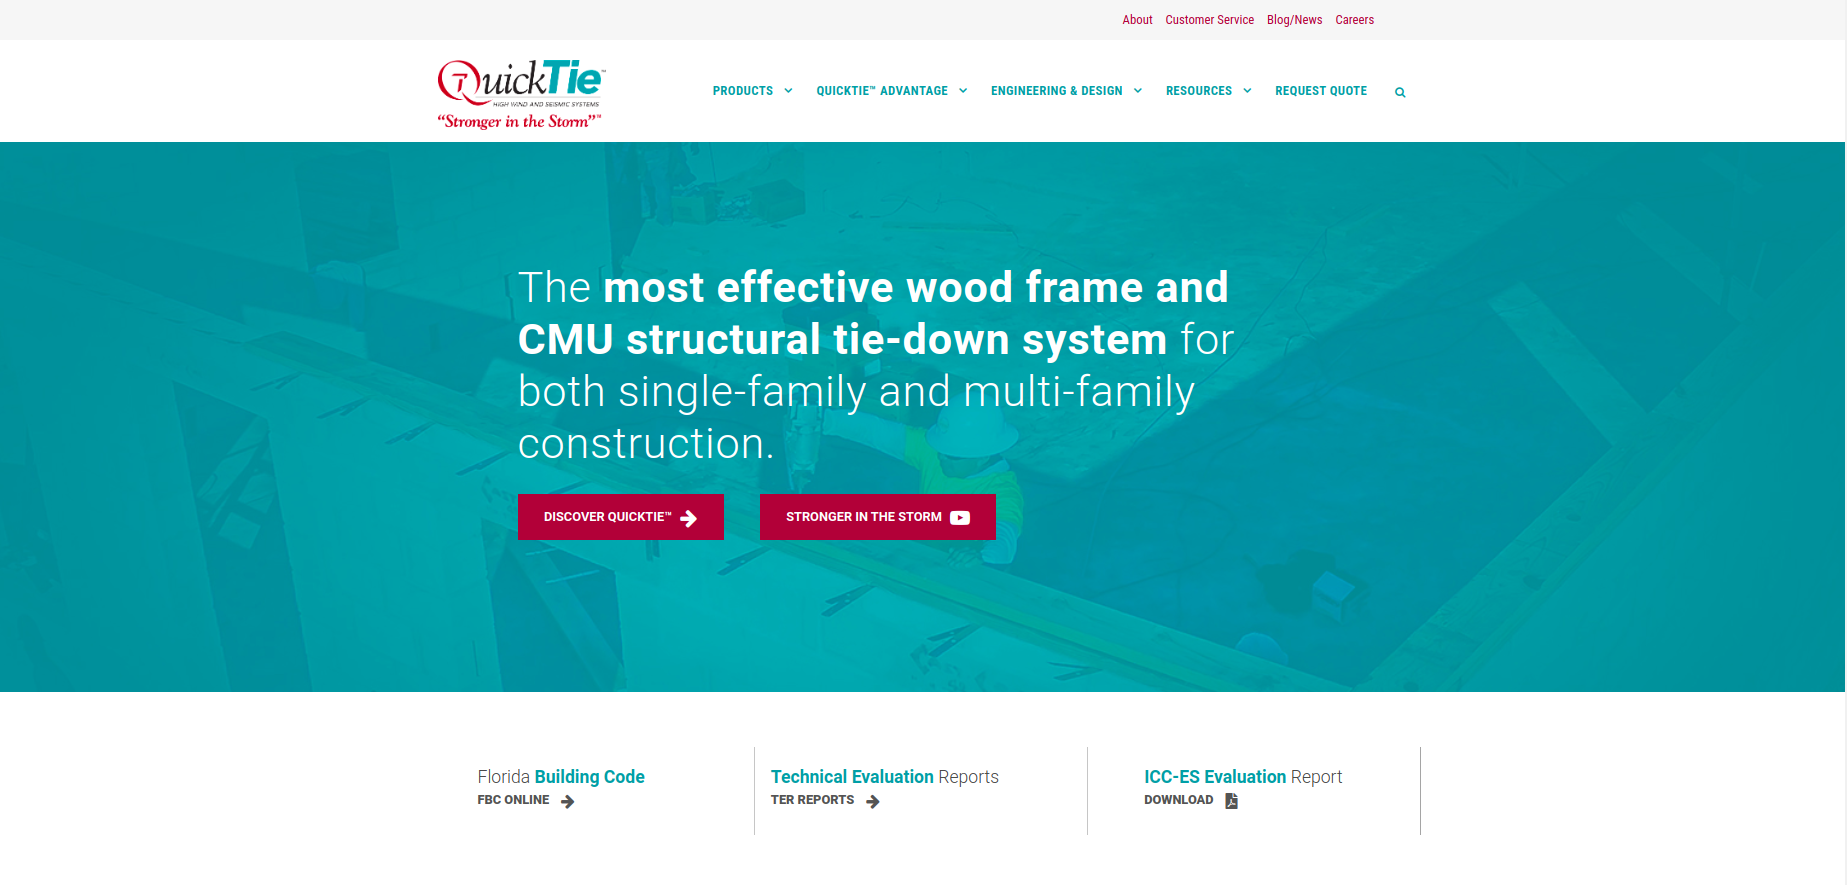 About Customer Service Blog/News Careers
QuickTie™
HIGH WIND AND SEISMIC SYSTEMS
“Stronger in the Storm”™
PRODUCTS QUICKTIE™ ADVANTAGE ENGINEERING & DESIGN RESOURCES REQUEST QUOTE
The most effective wood frame and
CMU structural tie-down system for
both single-family and multi-family
construction.
DISCOVER QUICKTIE™ STRONGER IN THE STORM
Florida Building Code Technical Evaluation Reports ICC-ES Evaluation Report
FBC ONLINE TER REPORTS DOWNLOAD